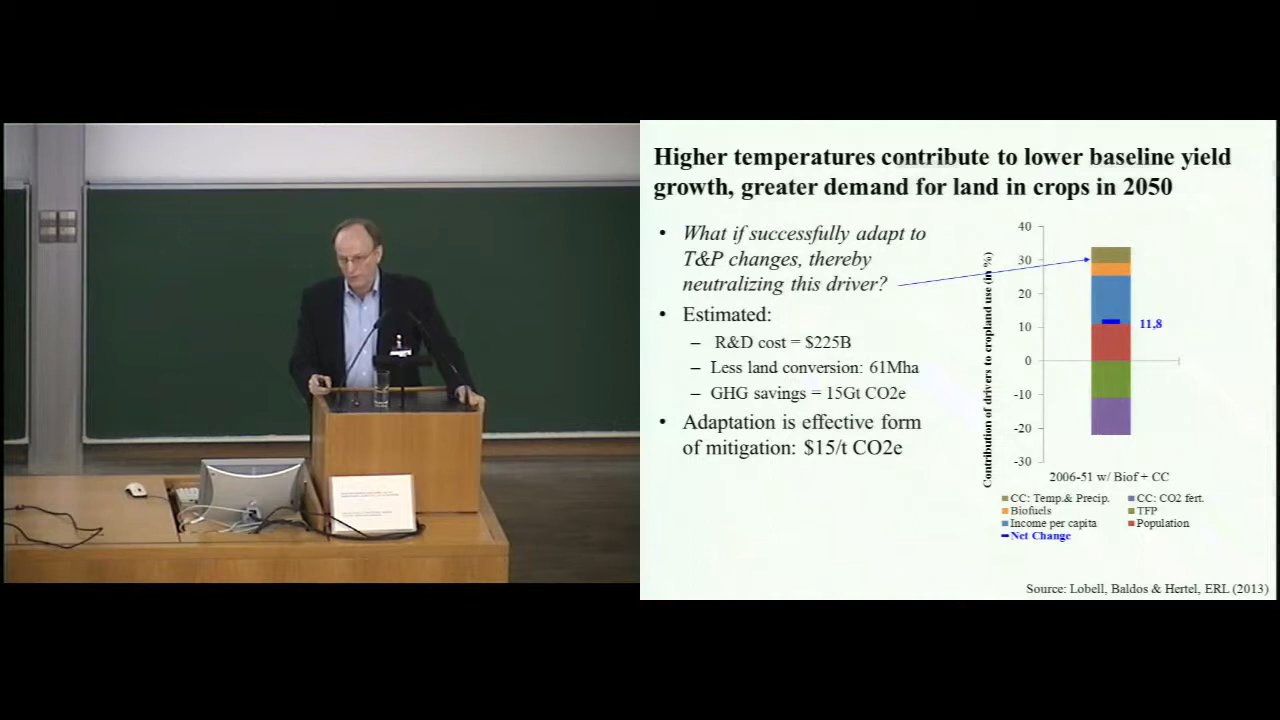 Higher temperatures contribute to lower baseline yield
growth, greater demand for land in crops in 2050
• What if successfully adapt to
T&P changes, thereby
neutralizing this driver?
• Estimated:
– R&D cost = $225B
– Less land conversion: 61Mha
– GHG savings = 15Gt CO2e
• Adaptation is effective form
of mitigation: $15/t CO2e
Contribution of drivers to cropland use (in %)
40
30
20
10
0
-10
-20
-30
11,8
2006-51 w/ Biof + CC
CC: Temp.& Precip. CC: CO2 fert.
Biofuels TFP
Income per capita Population
Net Change
Source: Lobell, Baldos & Hertel, ERL (2013)